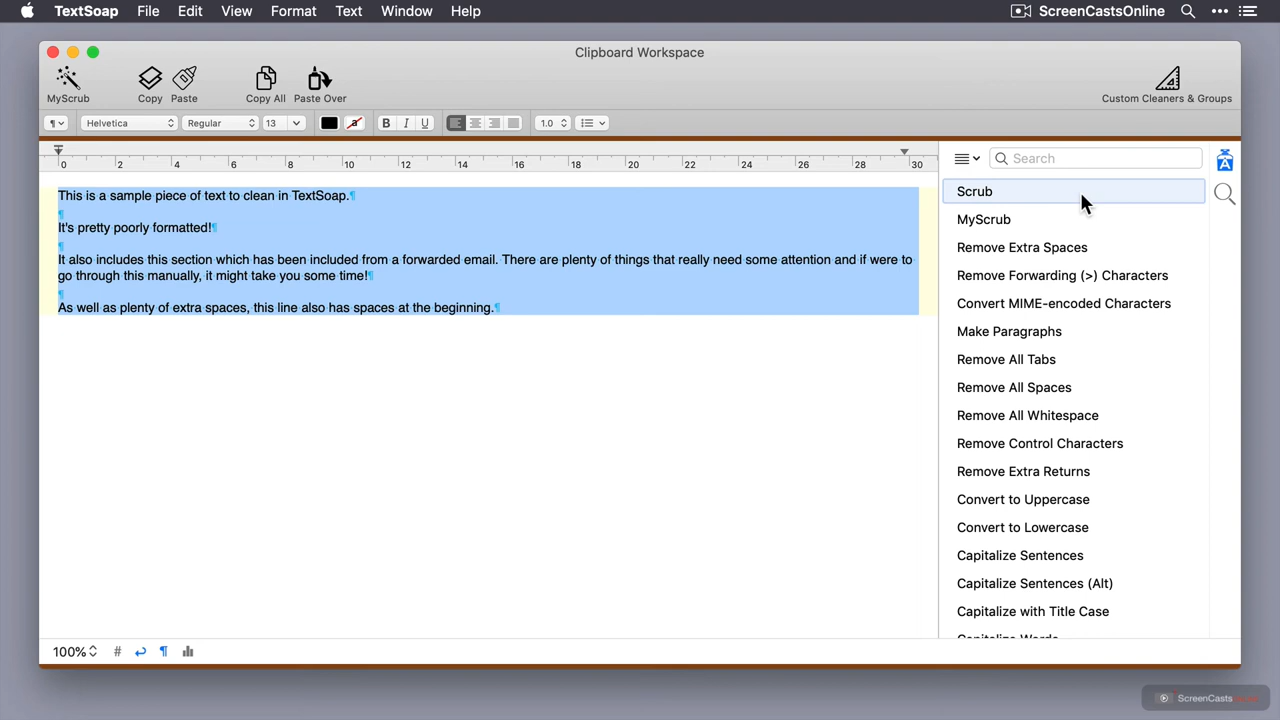 TextSoap File Edit View Format Text Window Help ScreenCastsOnline
Clipboard Workspace
MyScrub Copy Paste Copy All Paste Over Custom Cleaners & Groups
¶ Helvetica Regular 13 a B I U 1.0
0 2 4 6 8 10 12 14 16 18 20 22 24 26 28 30
Search
This is a sample piece of text to clean in TextSoap.¶
¶
It's pretty poorly formatted!¶
¶
It also includes this section which has been included from a forwarded email. There are plenty of things that really need some attention and if were to
go through this manually, it might take you some time!¶
¶
As well as plenty of extra spaces, this line also has spaces at the beginning.¶
Scrub
MyScrub
Remove Extra Spaces
Remove Forwarding (>) Characters
Convert MIME-encoded Characters
Make Paragraphs
Remove All Tabs
Remove All Spaces
Remove All Whitespace
Remove Control Characters
Remove Extra Returns
Convert to Uppercase
Convert to Lowercase
Capitalize Sentences
Capitalize Sentences (Alt)
Capitalize with Title Case
Capitalize Words
100% # ¶
ScreenCastsOnline